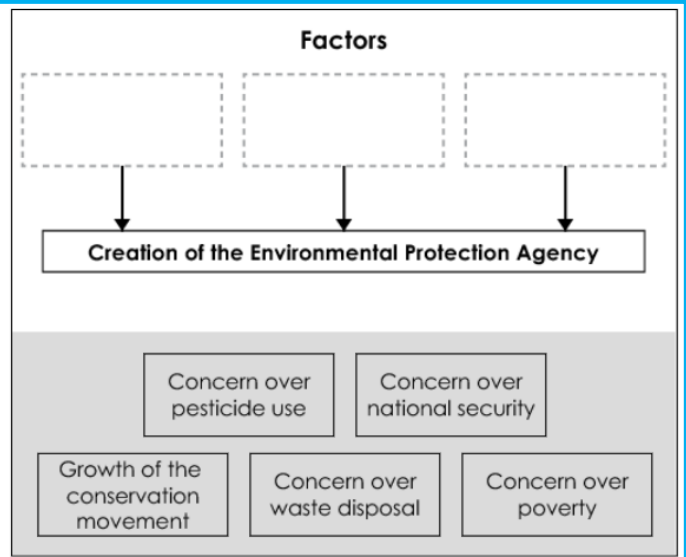 Factors
Creation of the Environmental Protection Agency
Concern over
pesticide use
Concern over
national security
Growth of the
conservation
movement
Concern over
waste disposal
Concern over
poverty